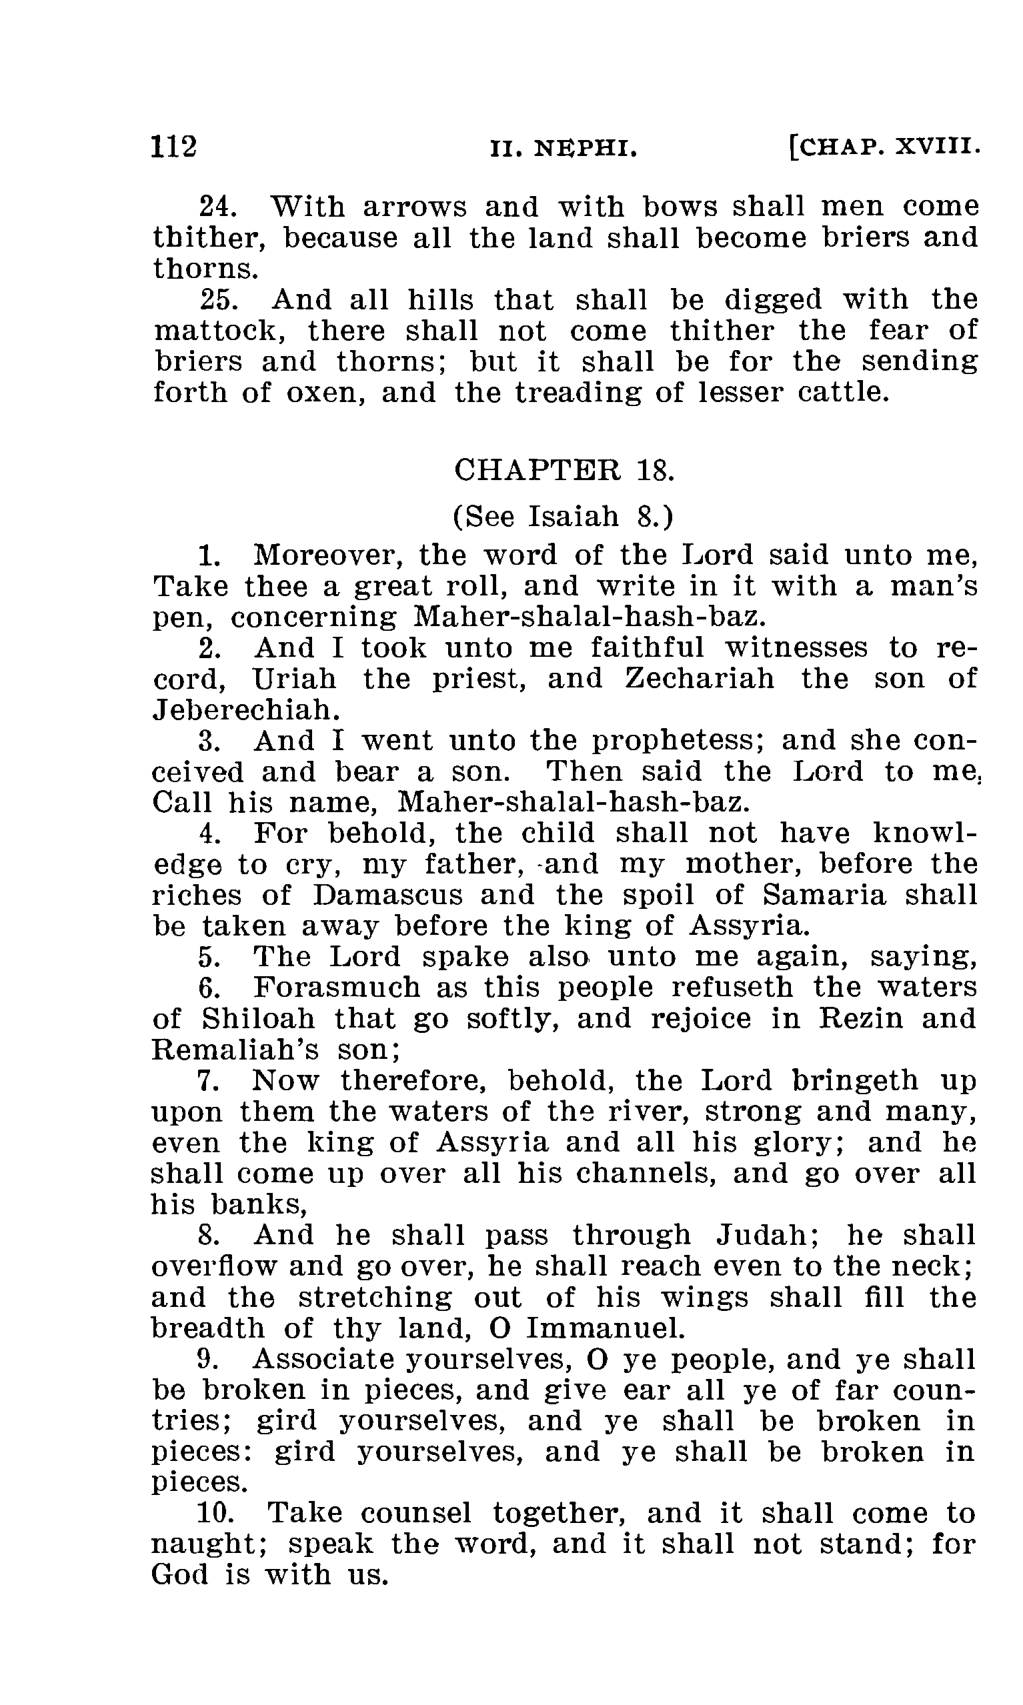 112 II. NEPHI. [CHAP. XVIII.
24. With arrows and with bows shall men come
thither, because all the land shall become briers and
thorns.
25. And all hills that shall be digged with the
mattock, there shall not come thither the fear of
briers and thorns; but it shall be for the sending
forth of oxen, and the treading of lesser cattle.
CHAPTER 18.
(See Isaiah 8.)
1. Moreover, the word of the Lord said unto me,
Take thee a great roll, and write in it with a man's
pen, concerning Maher-shalal-hash-baz.
2. And I took unto me faithful witnesses to re-
cord, Uriah the priest, and Zechariah the son of
Jeberechiah.
3. And I went unto the prophetess; and she con-
ceived and bear a son. Then said the Lord to me,
Call his name, Maher-shalal-hash-baz.
4. For behold, the child shall not have knowl-
edge to cry, my father, and my mother, before the
riches of Damascus and the spoil of Samaria shall
be taken away before the king of Assyria.
5. The Lord spake also unto me again, saying,
6. Forasmuch as this people refuseth the waters
of Shiloah that go softly, and rejoice in Rezin and
Remaliah's son;
7. Now therefore, behold, the Lord bringeth up
upon them the waters of the river, strong and many,
even the king of Assyria and all his glory; and he
shall come up over all his channels, and go over all
his banks,
8. And he shall pass through Judah; he shall
overflow and go over, he shall reach even to the neck;
and the stretching out of his wings shall fill the
breadth of thy land, O Immanuel.
9. Associate yourselves, O ye people, and ye shall
be broken in pieces, and give ear all ye of far coun-
tries; gird yourselves, and ye shall be broken in
pieces: gird yourselves, and ye shall be broken in
pieces.
10. Take counsel together, and it shall come to
naught; speak the word, and it shall not stand; for
God is with us.